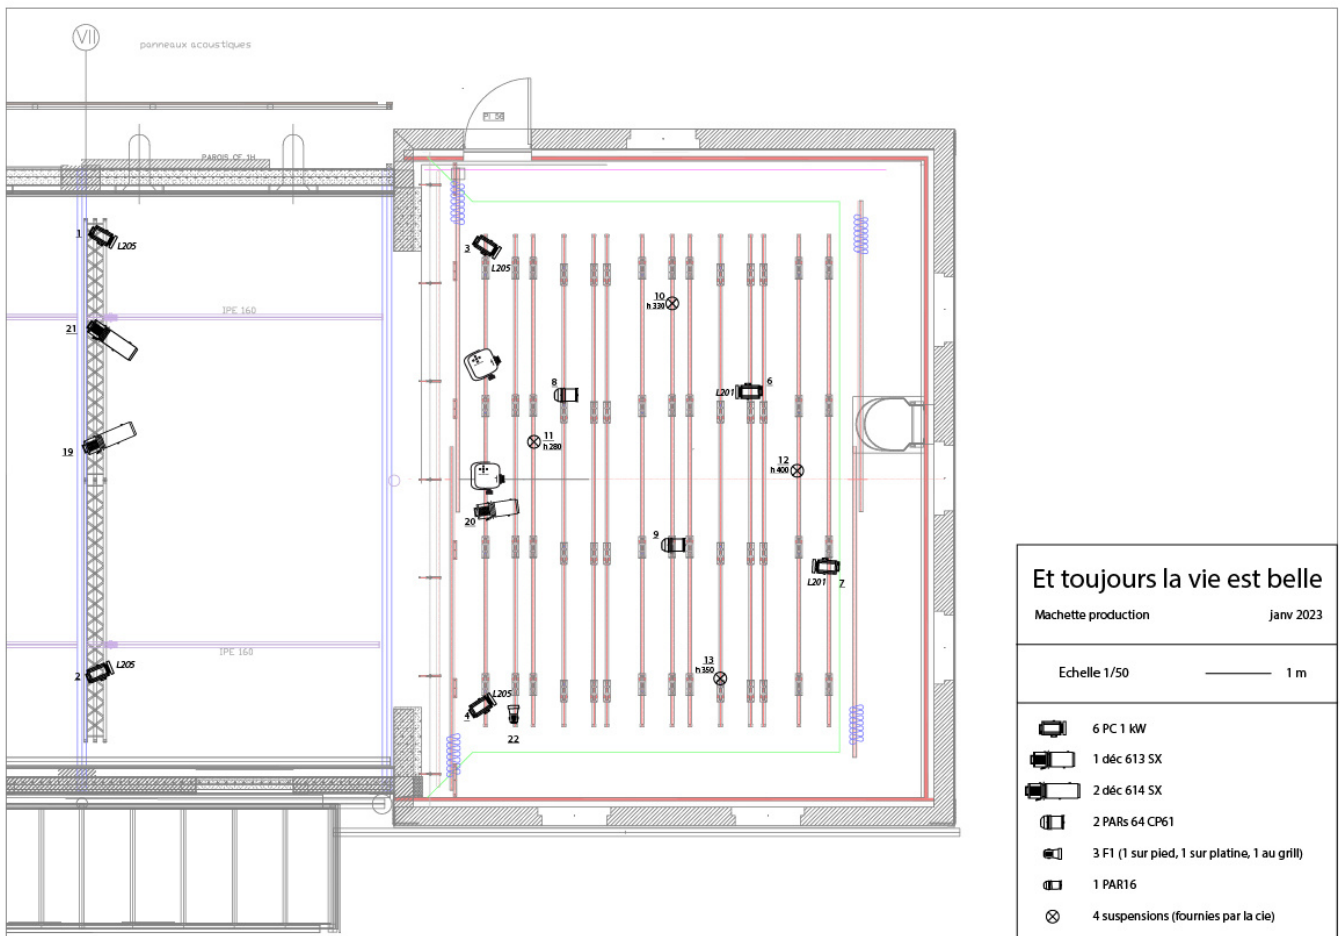 VII
panneaux acoustiques
PI 56
PAROIS CF 1H
1
L205
3
L205
10
h 330
21
IPE 160
8
L201
6
11
h 280
19
12
h 400
20
9
L201
7
13
h 350
2
L205
IPE 160
4
L205
22
Et toujours la vie est belle
Machette production janv 2023
Echelle 1/50 1 m
6 PC 1 kW
1 déc 613 SX
2 déc 614 SX
2 PARs 64 CP61
3 F1 (1 sur pied, 1 sur platine, 1 au grill)
1 PAR16
4 suspensions (fournies par la cie)